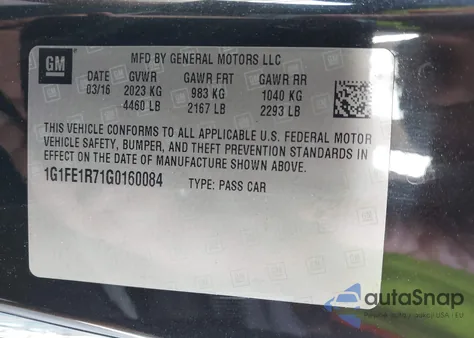 GM
MFD BY GENERAL MOTORS LLC
DATE GVWR GAWR FRT GAWR RR
03/16 2023 KG 983 KG 1040 KG
4460 LB 2167 LB 2293 LB
THIS VEHICLE CONFORMS TO ALL APPLICABLE U.S. FEDERAL MOTOR
VEHICLE SAFETY, BUMPER, AND THEFT PREVENTION STANDARDS IN
EFFECT ON THE DATE OF MANUFACTURE SHOWN ABOVE.
1G1FE1R71G0160084 TYPE: PASS CAR
autoSnap